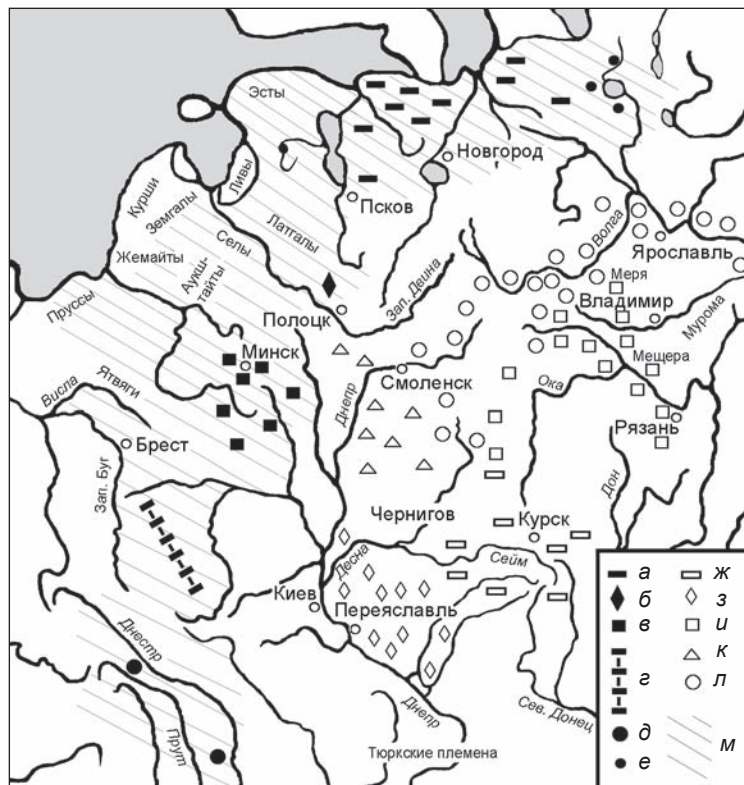 Эсты
Новгород
Псков
Ливы
Курши
Земгалы
Латгалы
Селы
Жемайты
Аукш-
тайты
Волга
Ярославль
Меря
Зап. Двина
Владимир
Мурома
Полоцк
Пруссы
Минск
Мещера
Смоленск
Ока
Висла
Ятвяги
Днепр
Рязань
Брест
Зап. Буг
Дон
Чернигов
Курск
Десна
Сейм
Киев
Переяславль
Днестр
Днепр
Сев. Донец
Прут
Тюркские племена
а
б
в
г
д
е
ж
з
и
к
л
м